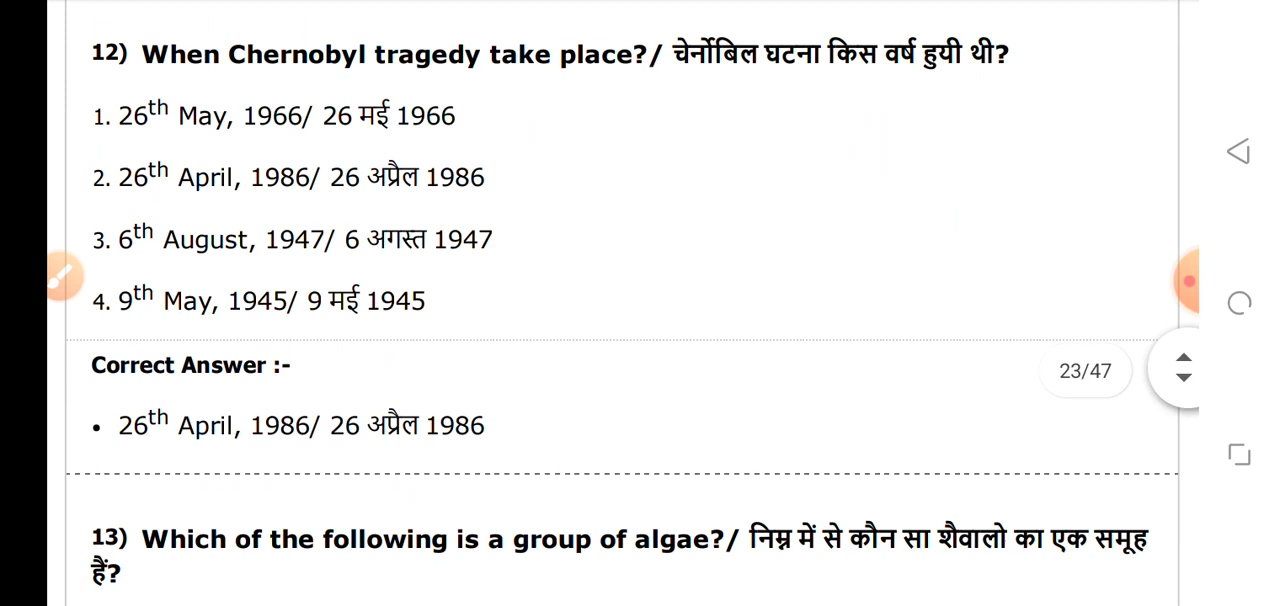 12) When Chernobyl tragedy take place?/ चेर्नोबिल घटना किस वर्ष हुयी थी?
1. 26th May, 1966/ 26 मई 1966
2. 26th April, 1986/ 26 अप्रैल 1986
3. 6th August, 1947/ 6 अगस्त 1947
4. 9th May, 1945/ 9 मई 1945
Correct Answer :-
23/47
• 26th April, 1986/ 26 अप्रैल 1986
13) Which of the following is a group of algae?/ निम्न में से कौन सा शैवालो का एक समूह
हैं?